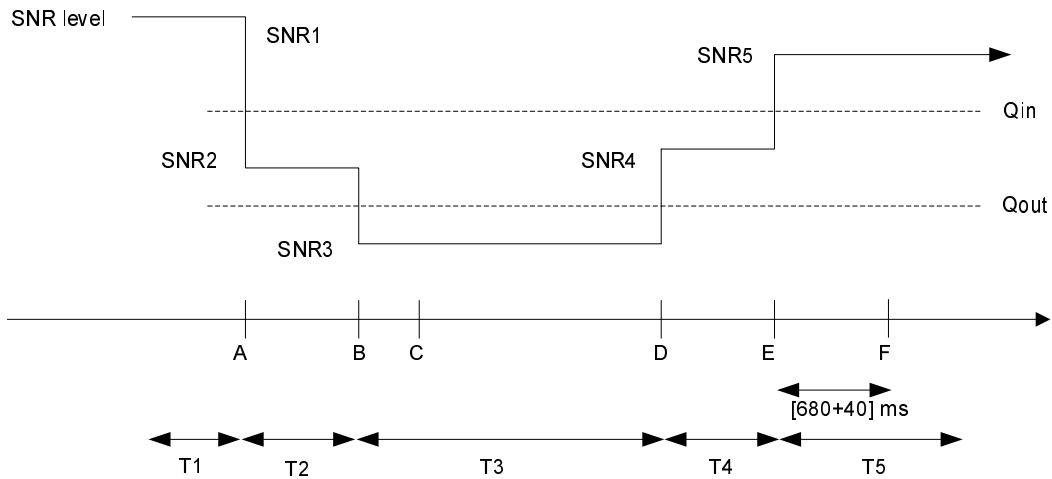 SNR level
SNR1
SNR5
Qin
SNR2
SNR4
Qout
SNR3
A
B
C
D
E
F
[680+40] ms
T1
T2
T3
T4
T5